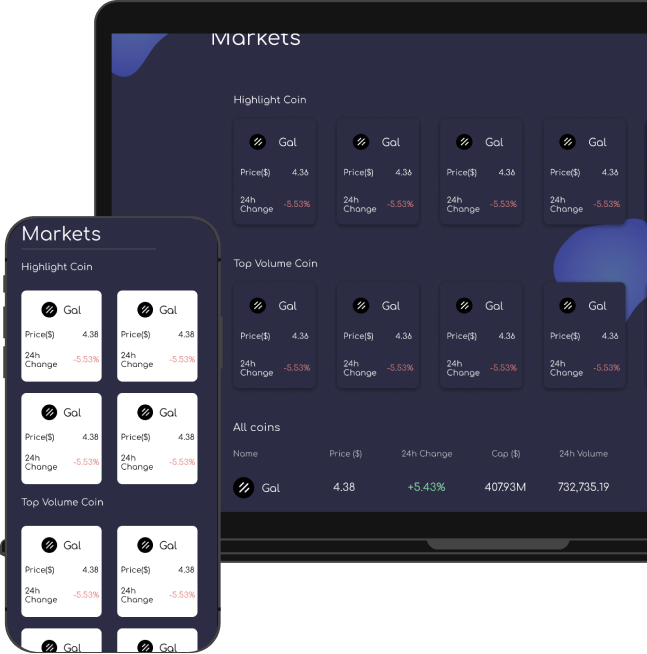 Markets
Highlight Coin
Gal Gal Gal Gal
Price($) 4.36 Price($) 4.36 Price($) 4.36 Price($) 4.36
24h Change -5.53% 24h Change -5.53% 24h Change -5.53% 24h Change -5.53%
Top Volume Coin
Gal Gal Gal Gal
Price($) 4.36 Price($) 4.36 Price($) 4.36 Price($) 4.36
24h Change -5.53% 24h Change -5.53% 24h Change -5.53% 24h Change -5.53%
All coins
Name Price ($) 24h Change Cap ($) 24h Volume
Gal 4.38 +5.43% 407.93M 732,735.19
Markets
Highlight Coin
Gal Gal
Price($) 4.38 Price($) 4.38
24h Change -5.53% 24h Change -5.53%
Gal Gal
Price($) 4.38 Price($) 4.38
24h Change -5.53% 24h Change -5.53%
Top Volume Coin
Gal Gal
Price($) 4.38 Price($) 4.38
24h Change -5.53% 24h Change -5.53%
Gal Gal